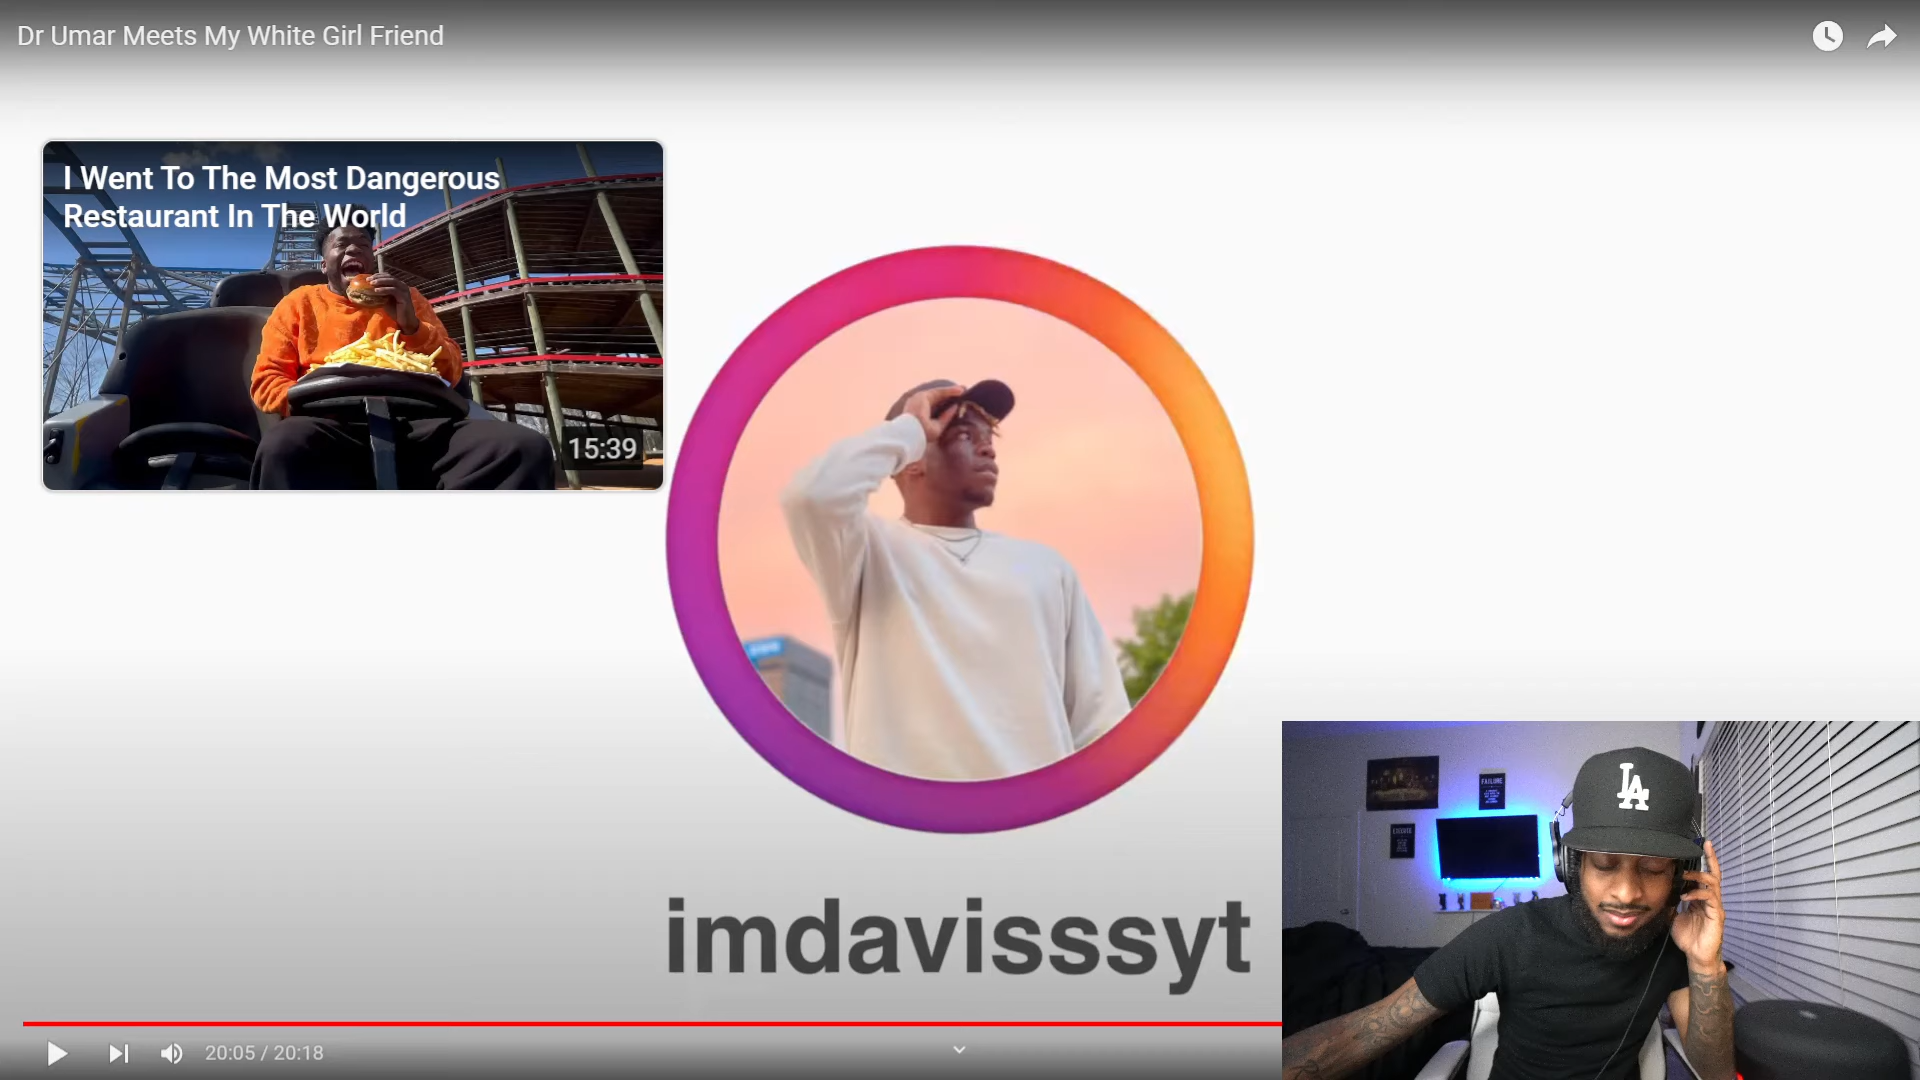 Dr Umar Meets My White Girl Friend
I Went To The Most Dangerous
Restaurant In The World
15:39
LA
FAILURE
imdavisssyt
20:05 / 20:18